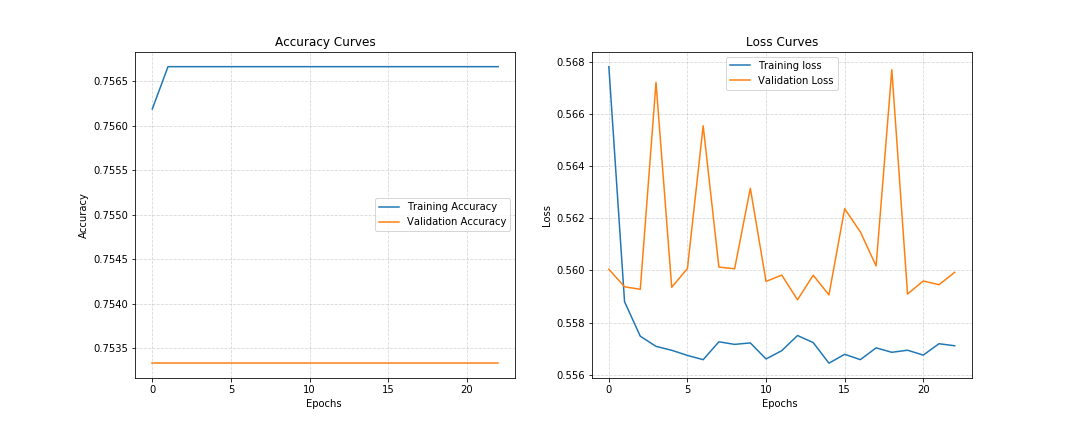 Accuracy Curves
0.7565
0.7560
0.7555
0.7550
0.7545
0.7540
0.7535
Accuracy
Training Accuracy
Validation Accuracy
0 5 10 15 20
Epochs
Loss Curves
0.568
0.566
0.564
0.562
0.560
0.558
0.556
Loss
Training loss
Validation Loss
0 5 10 15 20
Epochs